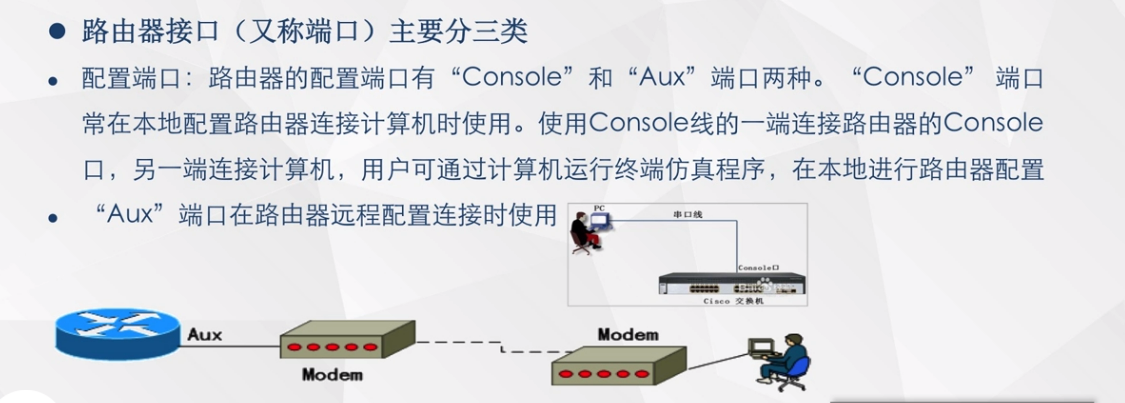 ● 路由器接口（又称端口）主要分三类
• 配置端口：路由器的配置端口有“Console”和“Aux”端口两种。“Console” 端口
常在本地配置路由器连接计算机时使用。使用Console线的一端连接路由器的Console
口，另一端连接计算机，用户可通过计算机运行终端仿真程序，在本地进行路由器配置
• “Aux”端口在路由器远程配置连接时使用
PC
串口线
Console口
Cisco 交换机
Aux
Modem
Modem